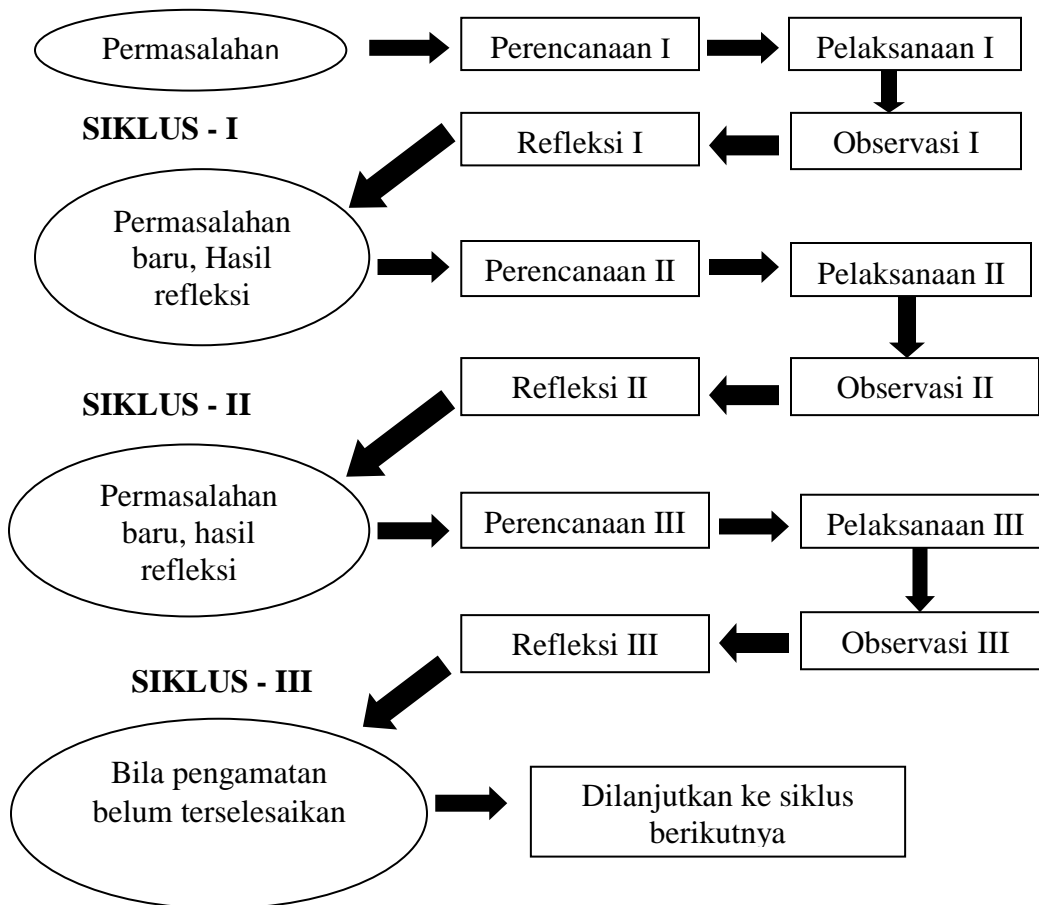 Permasalahan
Perencanaan I
Pelaksanaan I
SIKLUS - I
Refleksi I
Observasi I
Permasalahan
baru, Hasil
refleksi
Perencanaan II
Pelaksanaan II
SIKLUS - II
Refleksi II
Observasi II
Permasalahan
baru, hasil
refleksi
Perencanaan III
Pelaksanaan III
SIKLUS - III
Refleksi III
Observasi III
Bila pengamatan
belum terselesaikan
Dilanjutkan ke siklus
berikutnya